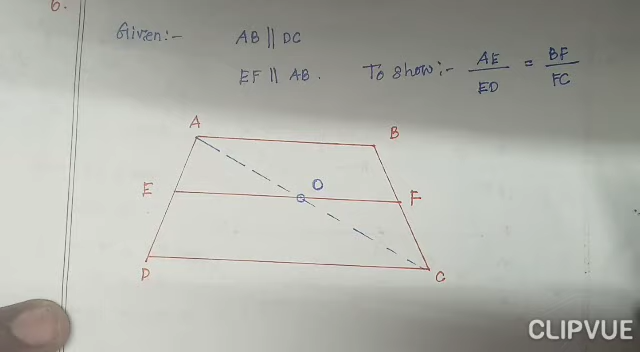 6.
Given:- AB || DC
EF || AB. To show:- AE/ED = BF/FC
A B
E O F
D C
CLIPVUE